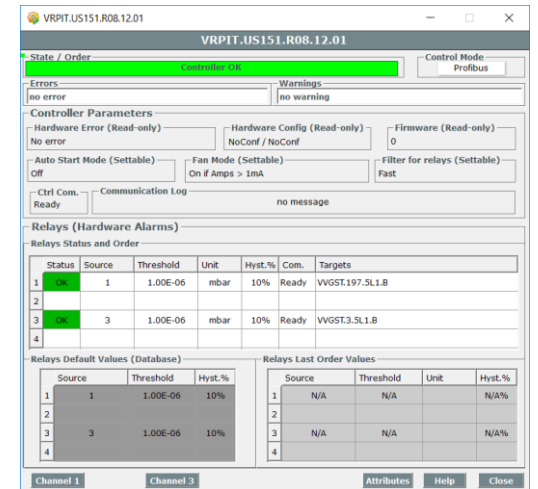 VRPIT.US151.R08.12.01
VRPIT.US151.R08.12.01
State / Order
Control Mode
Controller OK
Profibus
Errors
Warnings
no error
no warning
Controller Parameters
Hardware Error (Read-only)
Hardware Config (Read-only)
Firmware (Read-only)
No error
NoConf / NoConf
0
Auto Start Mode (Settable)
Fan Mode (Settable)
Filter for relays (Settable)
Off
On if Amps > 1mA
Fast
Ctrl Com.
Communication Log
Ready
no message
Relays (Hardware Alarms)
Relays Status and Order
Status Source Threshold Unit Hyst.% Com. Targets
1 OK 1 1.00E-06 mbar 10% Ready VVGST.197.5L1.B
2
3 OK 3 1.00E-06 mbar 10% Ready VVGST.3.5L1.B
4
Relays Default Values (Database)
Relays Last Order Values
Source Threshold Hyst.%
Source Threshold Unit Hyst.%
1 1 1.00E-06 10%
1 N/A N/A N/A%
2
2
3 3 1.00E-06 10%
3 N/A N/A N/A%
4
4
Channel 1
Channel 3
Attributes
Help
Close